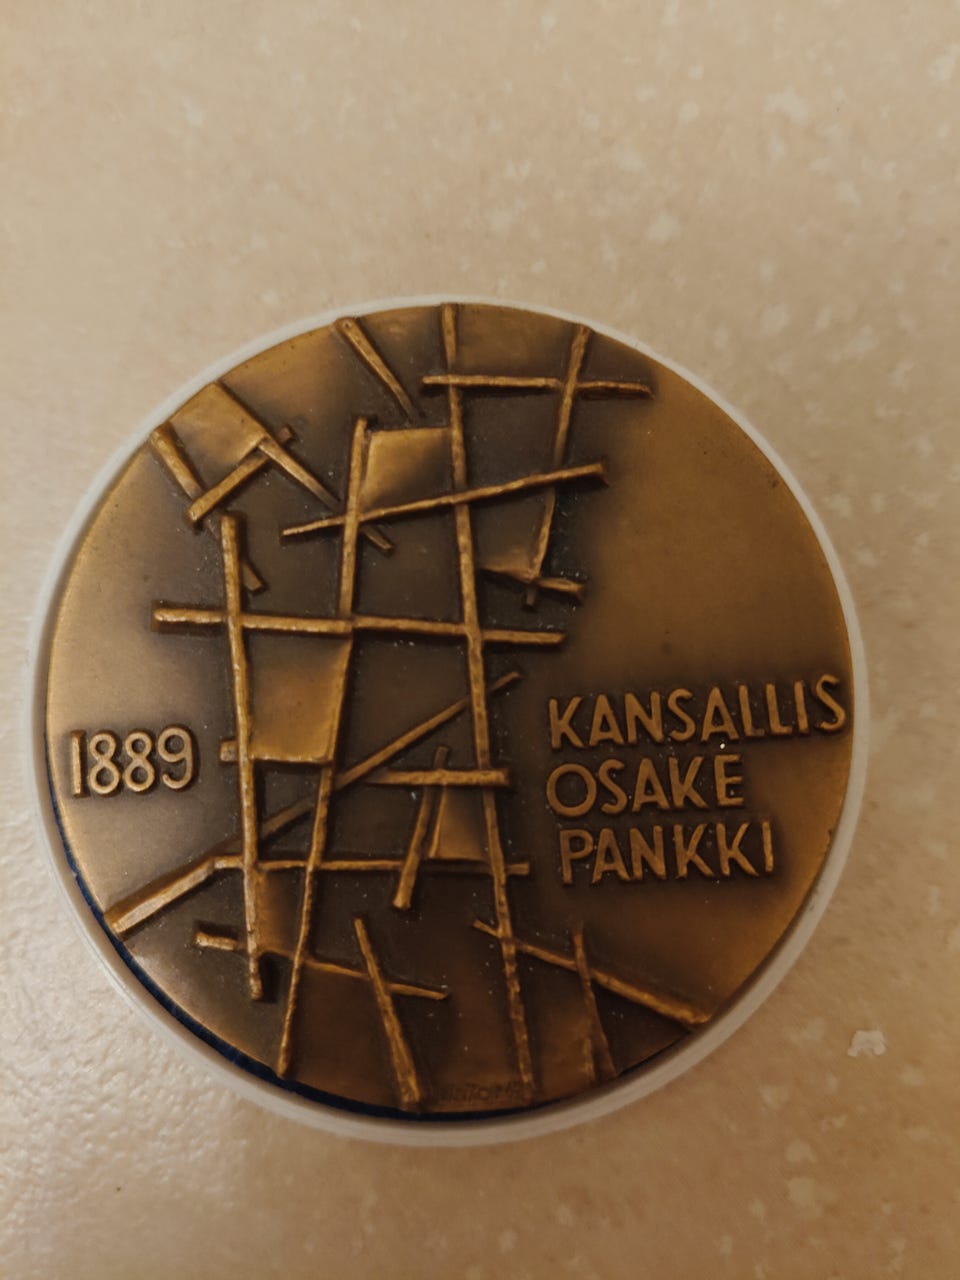 1889
KANSALLIS
OSAKE
PANKKI